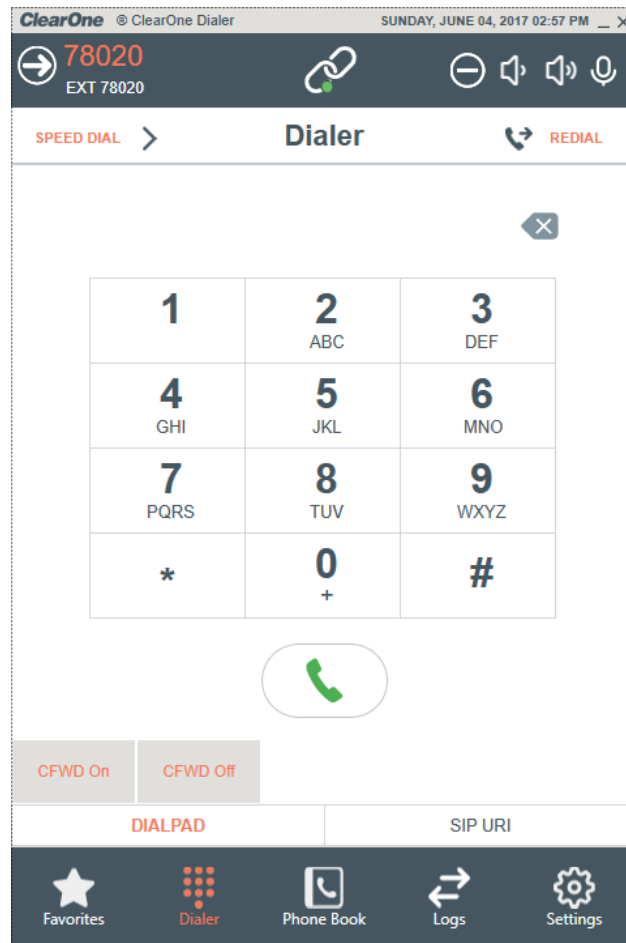 ClearOne ® ClearOne Dialer SUNDAY, JUNE 04, 2017 02:57 PM
78020
EXT 78020
SPEED DIAL Dialer REDIAL
1 2 3
ABC DEF
4 5 6
GHI JKL MNO
7 8 9
PQRS TUV WXYZ
* 0 #
+
CFWD On CFWD Off
DIALPAD SIP URI
Favorites Dialer Phone Book Logs Settings